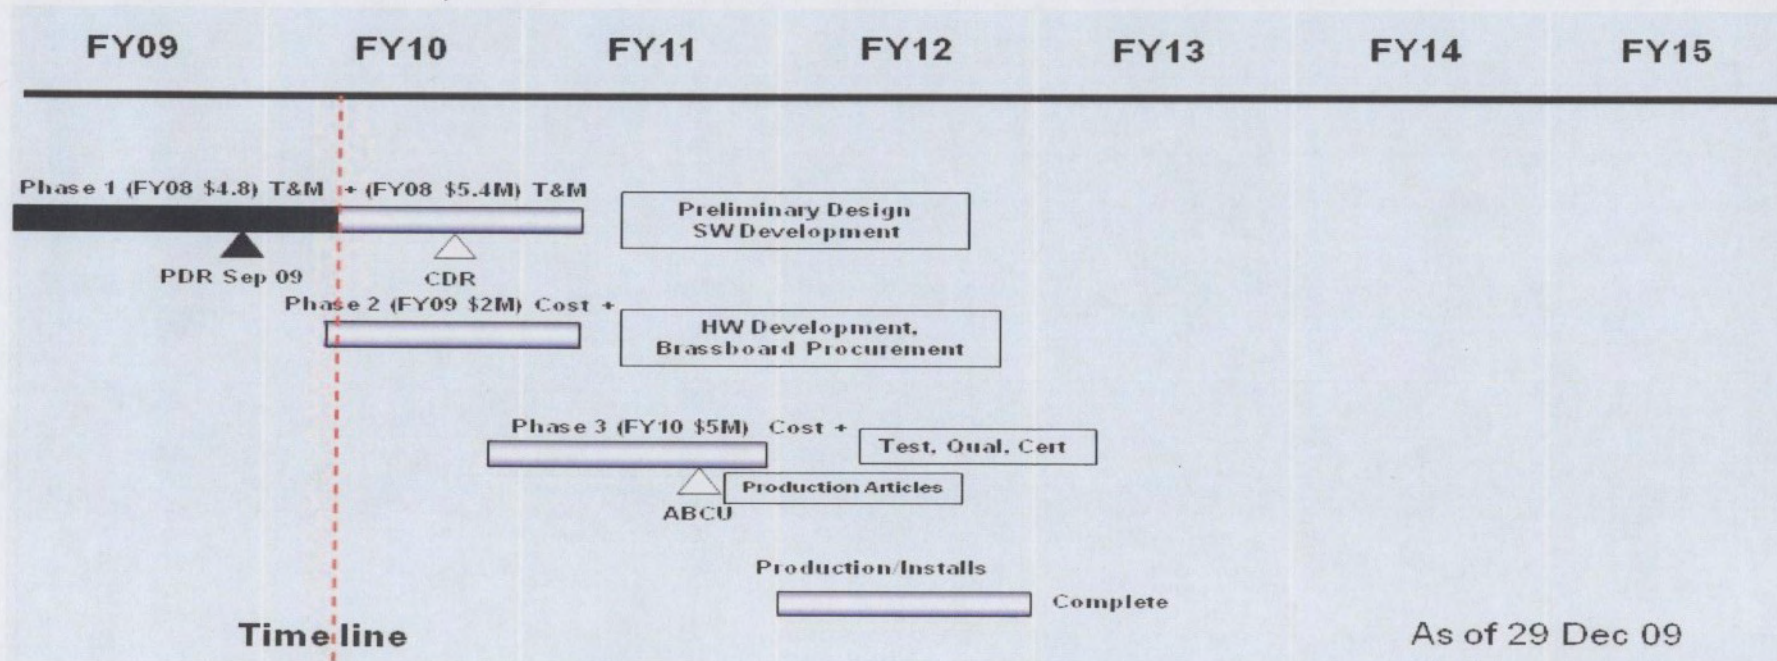 FY09 FY10 FY11 FY12 FY13 FY14 FY15
Phase 1 (FY08 $4.8) T&M + (FY08 $5.4M) T&M
Preliminary Design
SW Development
PDR Sep 09
CDR
Phase 2 (FY09 $2M) Cost +
HW Development,
Brassboard Procurement
Phase 3 (FY10 $5M) Cost +
Test, Qual, Cert
Production Articles
ABCU
Production/Installs
Complete
Timeline
As of 29 Dec 09